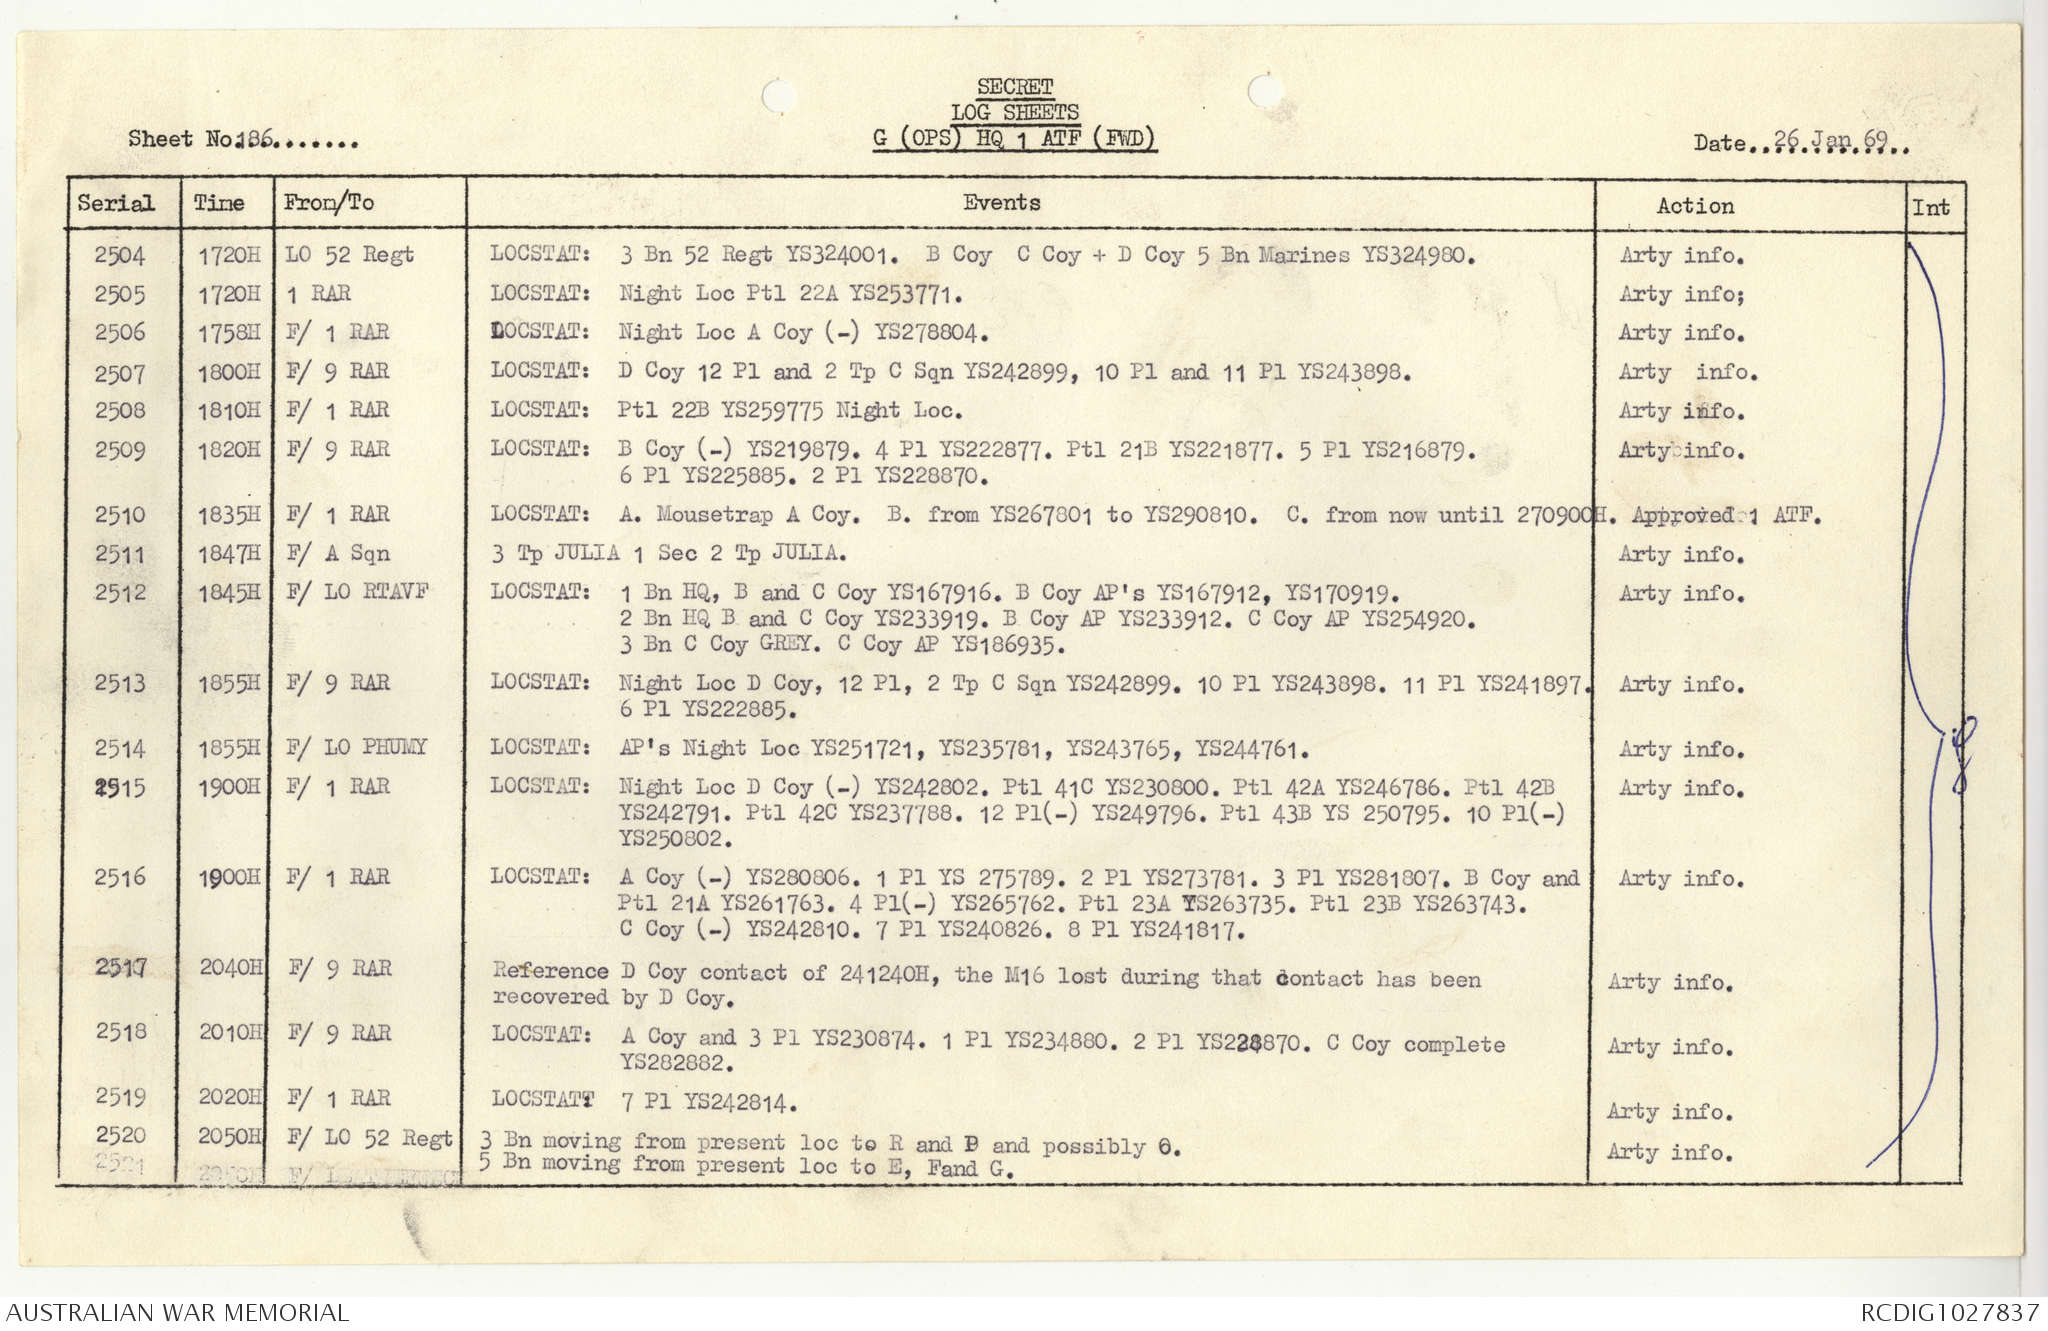 SECRET
LOG SHEETS
G (OPS) HQ 1 ATF (FWD)
Sheet No.186.......
Date..26 Jan 69..
Serial Time From/To Events Action Int
2504 1720H LO 52 Regt LOCSTAT: 3 Bn 52 Regt YS324001. B Coy C Coy + D Coy 5 Bn Marines YS324980. Arty info.
2505 1720H 1 RAR LOCSTAT: Night Loc Ptl 22A YS253771. Arty info;
2506 1758H F/ 1 RAR LOCSTAT: Night Loc A Coy (-) YS278804. Arty info.
2507 1800H F/ 9 RAR LOCSTAT: D Coy 12 Pl and 2 Tp C Sqn YS242899, 10 Pl and 11 Pl YS243898. Arty info.
2508 1810H F/ 1 RAR LOCSTAT: Ptl 22B YS259775 Night Loc. Arty info.
2509 1820H F/ 9 RAR LOCSTAT: B Coy (-) YS219879. 4 Pl YS222877. Ptl 21B YS221877. 5 Pl YS216879. Arty info.
6 Pl YS225885. 2 Pl YS228870.
2510 1835H F/ 1 RAR LOCSTAT: A. Mousetrap A Coy. B. from YS267801 to YS290810. C. from now until 270900H. Approved 1 ATF.
2511 1847H F/ A Sqn 3 Tp JULIA 1 Sec 2 Tp JULIA. Arty info.
2512 1845H F/ LO RTAVF LOCSTAT: 1 Bn HQ, B and C Coy YS167916. B Coy AP's YS167912, YS170919. Arty info.
2 Bn HQ B and C Coy YS233919. B Coy AP YS233912. C Coy AP YS254920.
3 Bn C Coy GREY. C Coy AP YS186935.
2513 1855H F/ 9 RAR LOCSTAT: Night Loc D Coy, 12 Pl, 2 Tp C Sqn YS242899. 10 Pl YS243898. 11 Pl YS241897. Arty info.
6 Pl YS222885.
2514 1855H F/ LO PHUMY LOCSTAT: AP's Night Loc YS251721, YS235781, YS243765, YS244761. Arty info.
2515 1900H F/ 1 RAR LOCSTAT: Night Loc D Coy (-) YS242802. Ptl 41C YS230800. Ptl 42A YS246786. Ptl 42B Arty info.
YS242791. Ptl 42C YS237788. 12 Pl(-) YS249796. Ptl 43B YS 250795. 10 Pl(-)
YS250802.
2516 1900H F/ 1 RAR LOCSTAT: A Coy (-) YS280806. 1 Pl YS 275789. 2 Pl YS273781. 3 Pl YS281807. B Coy and Arty info.
Ptl 21A YS261763. 4 Pl(-) YS265762. Ptl 23A YS263735. Ptl 23B YS263743.
C Coy (-) YS242810. 7 Pl YS240826. 8 Pl YS241817.
2517 2040H F/ 9 RAR Reference D Coy contact of 241240H, the M16 lost during that contact has been Arty info.
recovered by D Coy.
2518 2010H F/ 9 RAR LOCSTAT: A Coy and 3 Pl YS230874. 1 Pl YS234880. 2 Pl YS228870. C Coy complete Arty info.
YS282882.
2519 2020H F/ 1 RAR LOCSTAT: 7 Pl YS242814. Arty info.
2520 2050H F/ LO 52 Regt 3 Bn moving from present loc to R and P and possibly 6. Arty info.
2521 5 Bn moving from present loc to E, Fand G.
AUSTRALIAN WAR MEMORIAL
RCDIG1027837